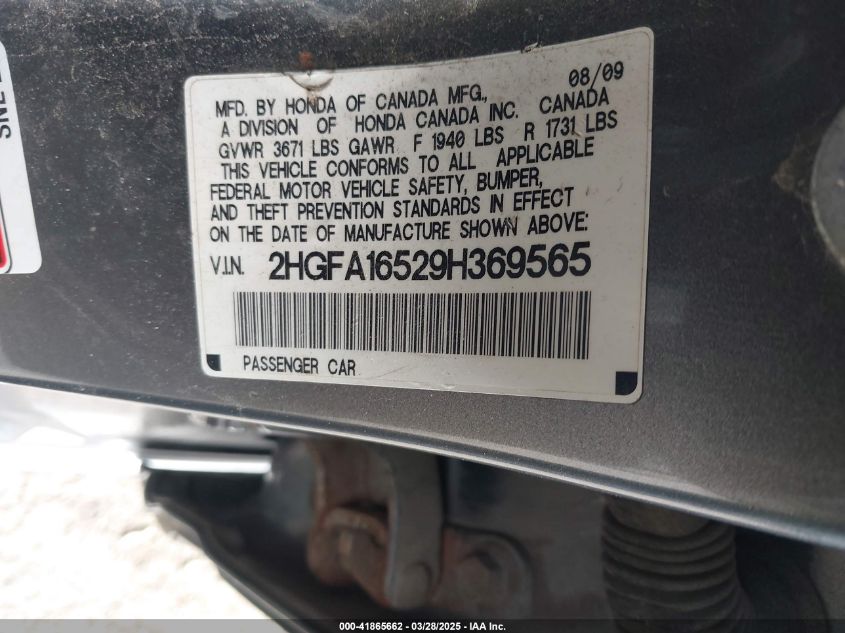 SNE
08/09
MFD. BY HONDA OF CANADA MFG.,
A DIVISION OF HONDA CANADA INC. CANADA
GVWR 3671 LBS GAWR F 1940 LBS R 1731 LBS
THIS VEHICLE CONFORMS TO ALL APPLICABLE
FEDERAL MOTOR VEHICLE SAFETY, BUMPER,
AND THEFT PREVENTION STANDARDS IN EFFECT
ON THE DATE OF MANUFACTURE SHOWN ABOVE:
V.I.N. 2HGFA16529H369565
PASSENGER CAR
000-41865662 - 03/28/2025 - IAA Inc.